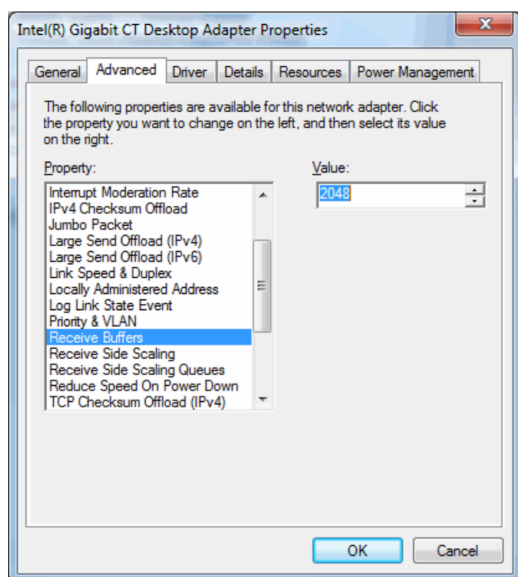 Intel(R) Gigabit CT Desktop Adapter Properties
General Advanced Driver Details Resources Power Management
The following properties are available for this network adapter. Click
the property you want to change on the left, and then select its value
on the right.
Property:
Value:
Interrupt Moderation Rate
2048
IPv4 Checksum Offload
Jumbo Packet
Large Send Offload (IPv4)
Large Send Offload (IPv6)
Link Speed & Duplex
Locally Administered Address
Log Link State Event
Priority & VLAN
Receive Buffers
Receive Side Scaling
Receive Side Scaling Queues
Reduce Speed On Power Down
TCP Checksum Offload (IPv4)
OK Cancel